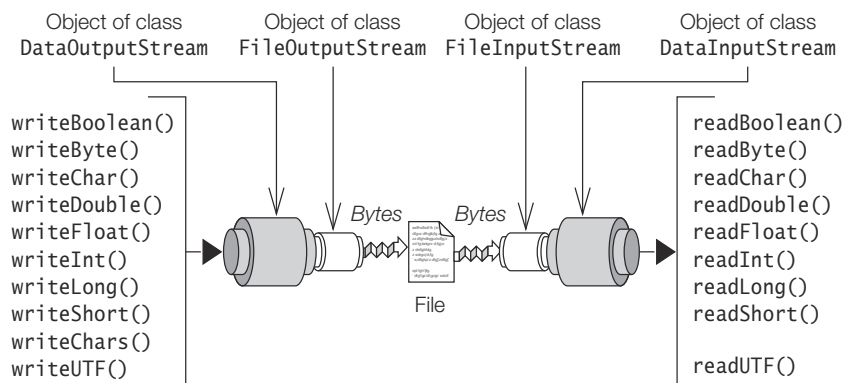 Object of class
DataOutputStream
Object of class
FileOutputStream
Object of class
FileInputStream
Object of class
DataInputStream
writeBoolean()
writeByte()
writeChar()
writeDouble()
writeFloat()
writeInt()
writeLong()
writeShort()
writeChars()
writeUTF()
Bytes
Bytes
File
readBoolean()
readByte()
readChar()
readDouble()
readFloat()
readInt()
readLong()
readShort()
readUTF()